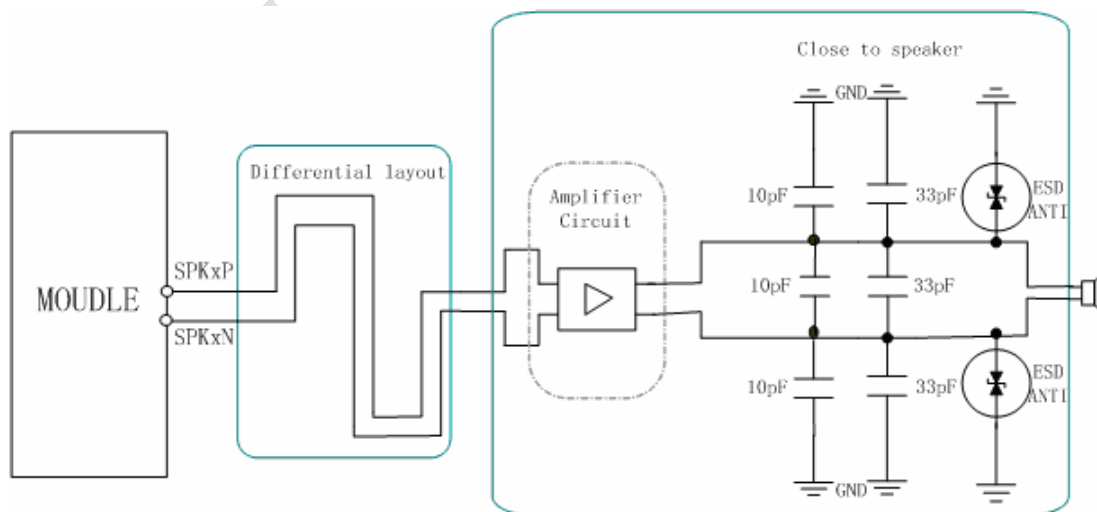 Close to speaker
GND
Differential layout
Amplifier
Circuit
10pF
33pF
ESD
ANTI
SPKxP
MOUDLE
10pF
33pF
SPKxN
10pF
33pF
ESD
ANTI
GND